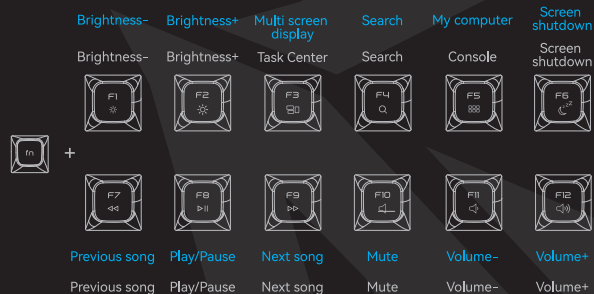 Brightness- Brightness+ Multi screen display Search My computer Screen shutdown
Brightness- Brightness+ Task Center Search Console Screen shutdown
F1 F2 F3 F4 F5 F6
zzZ
fn +
F7 F8 F9 F10 F11 F12
Previous song Play/Pause Next song Mute Volume- Volume+
Previous song Play/Pause Next song Mute Volume- Volume+